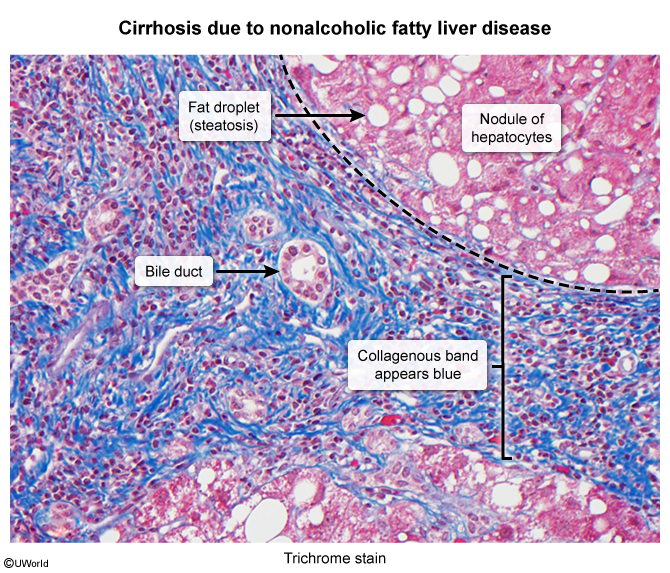 Cirrhosis due to nonalcoholic fatty liver disease
Fat droplet
(steatosis)
Nodule of
hepatocytes
Bile duct
Collagenous band
appears blue
Trichrome stain
©UWorld